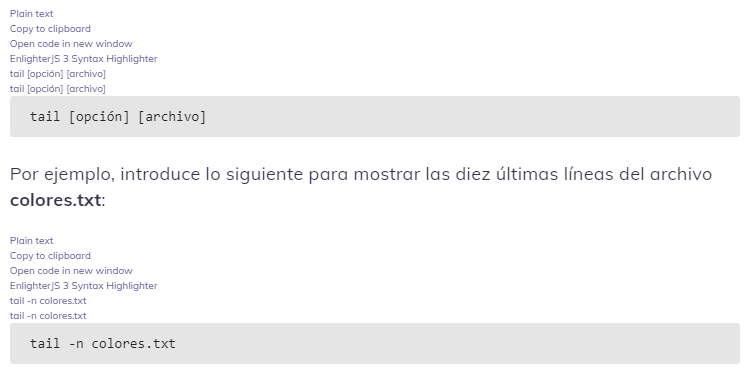 Plain text
Copy to clipboard
Open code in new window
EnlighterJS 3 Syntax Highlighter
tail [opción] [archivo]
tail [opción] [archivo]
tail [opción] [archivo]
Por ejemplo, introduce lo siguiente para mostrar las diez últimas líneas del archivo
colores.txt:
Plain text
Copy to clipboard
Open code in new window
EnlighterJS 3 Syntax Highlighter
tail -n colores.txt
tail -n colores.txt
tail -n colores.txt